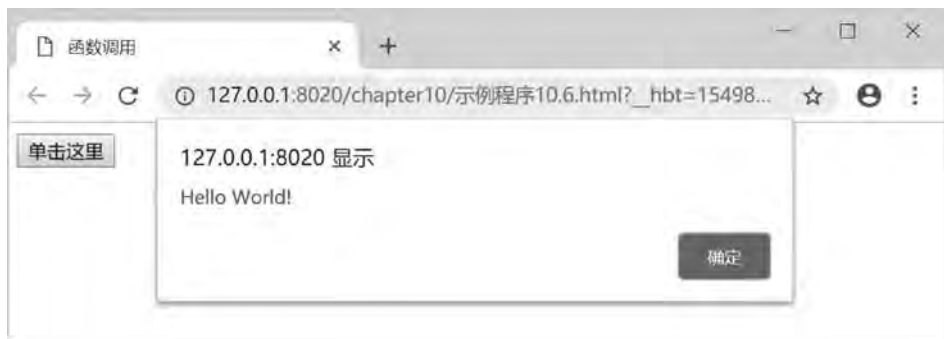 函数调用
127.0.0.1:8020/chapter10/示例程序10.6.html?__hbt=15498...
单击这里
127.0.0.1:8020 显示
Hello World!
确定